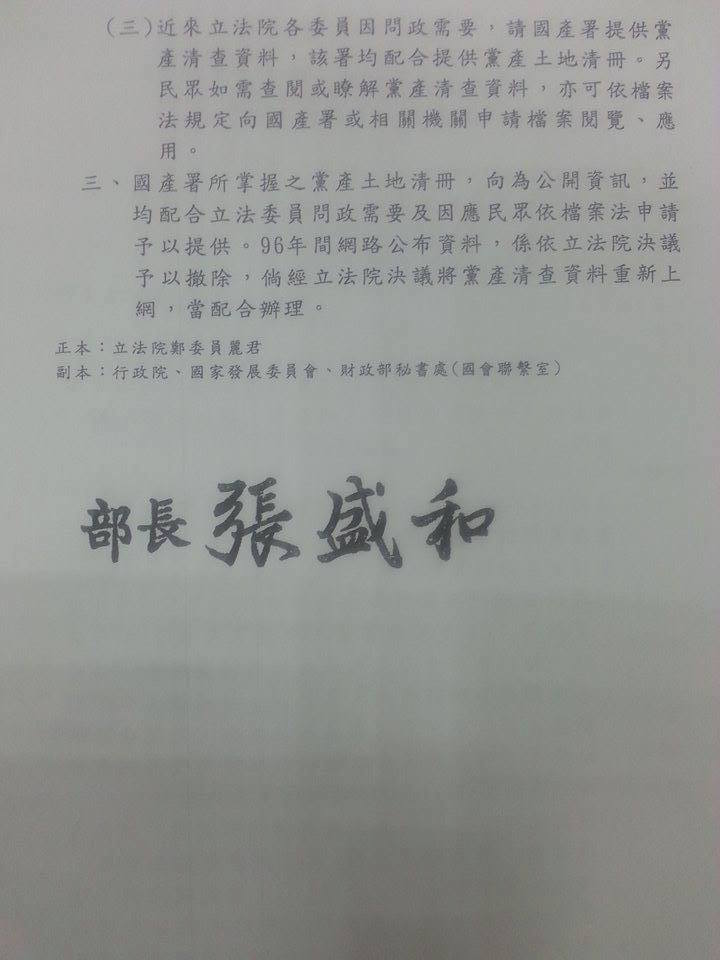 (三)近來立法院各委員因問政需要，請國產署提供黨
產清查資料，該署均配合提供黨產土地清冊。另
民眾如需查閱或瞭解黨產清查資料，亦可依檔案
法規定向國產署或相關機關申請檔案閱覽、應
用。
三、國產署所掌握之黨產土地清冊，向為公開資訊，並
均配合立法委員問政需要及因應民眾依檔案法申請
予以提供。96年間網路公布資料，係依立法院決議
予以撤除，倘經立法院決議將黨產清查資料重新上
網，當配合辦理。
正本：立法院鄭委員麗君
副本：行政院、國家發展委員會、財政部秘書處(國會聯繫室)
部長 張盛和